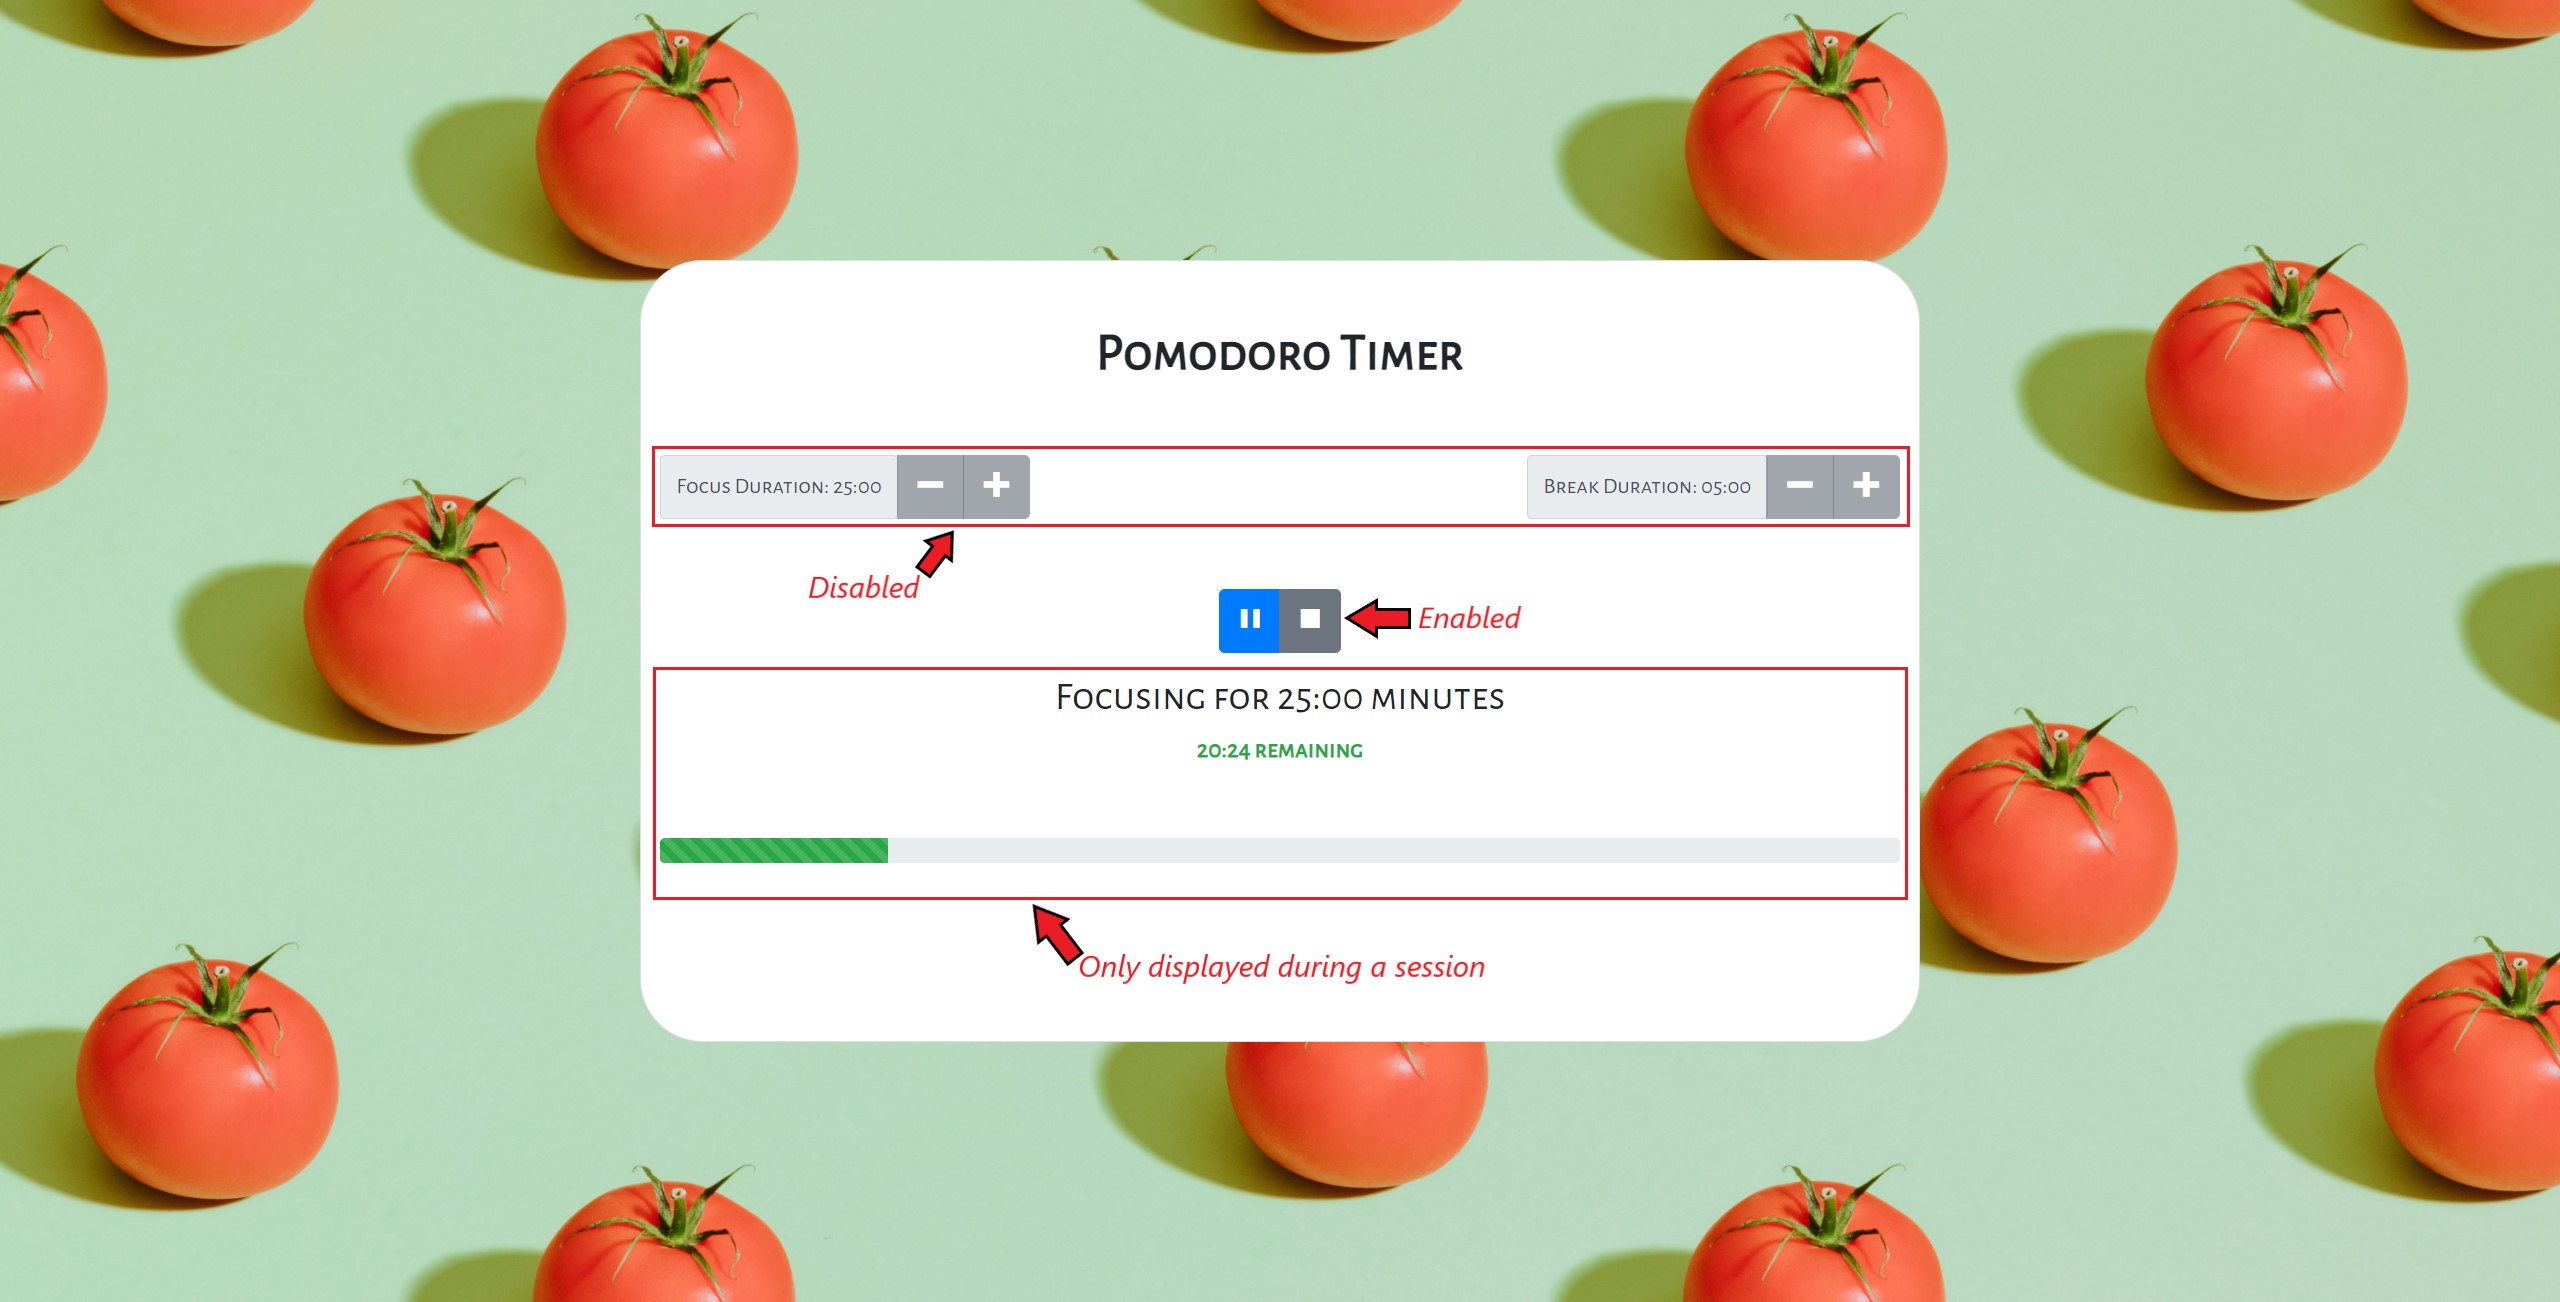 Pomodoro Timer
Focus Duration: 25:00
Break Duration: 05:00
Disabled
Enabled
Focusing for 25:00 minutes
20:24 remaining
Only displayed during a session